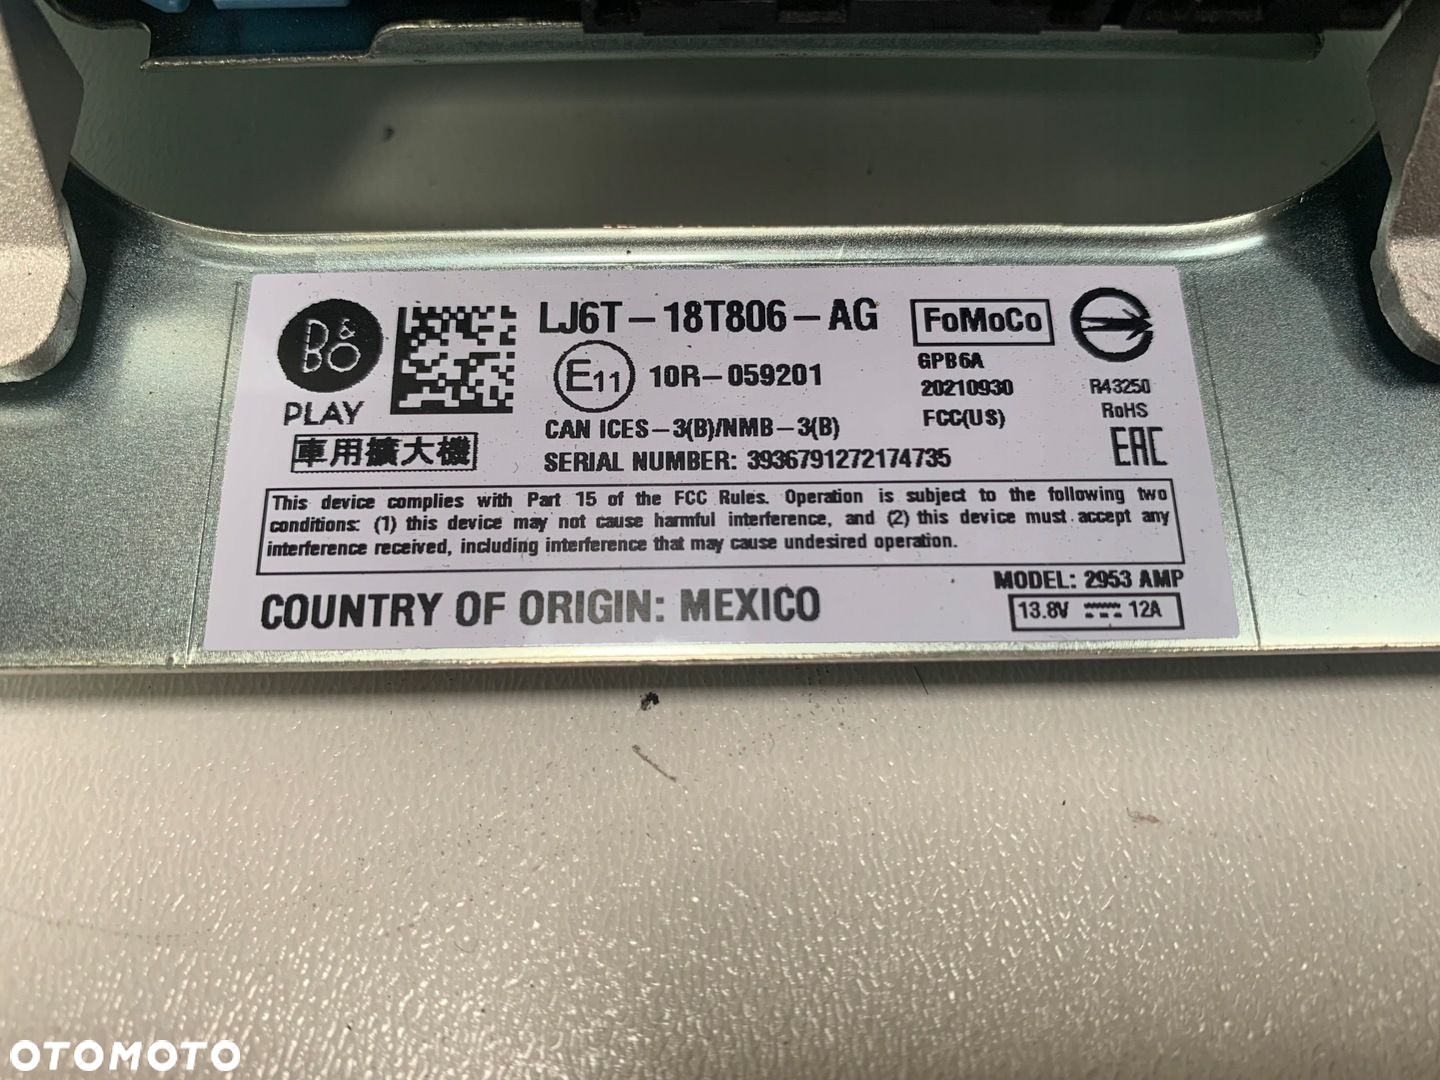 B&O
PLAY
車用擴大機
LJ6T-18T806-AG
E11 10R-059201
CAN ICES-3(B)/NMB-3(B)
SERIAL NUMBER: 3936791272174735
FoMoCo
GPB6A
20210930
FCC(US)
R43250
RoHS
EAC
This device complies with Part 15 of the FCC Rules. Operation is subject to the following two
conditions: (1) this device may not cause harmful interference, and (2) this device must accept any
interference received, including interference that may cause undesired operation.
COUNTRY OF ORIGIN: MEXICO
MODEL: 2953 AMP
13.8V 12A
OTOMOTO